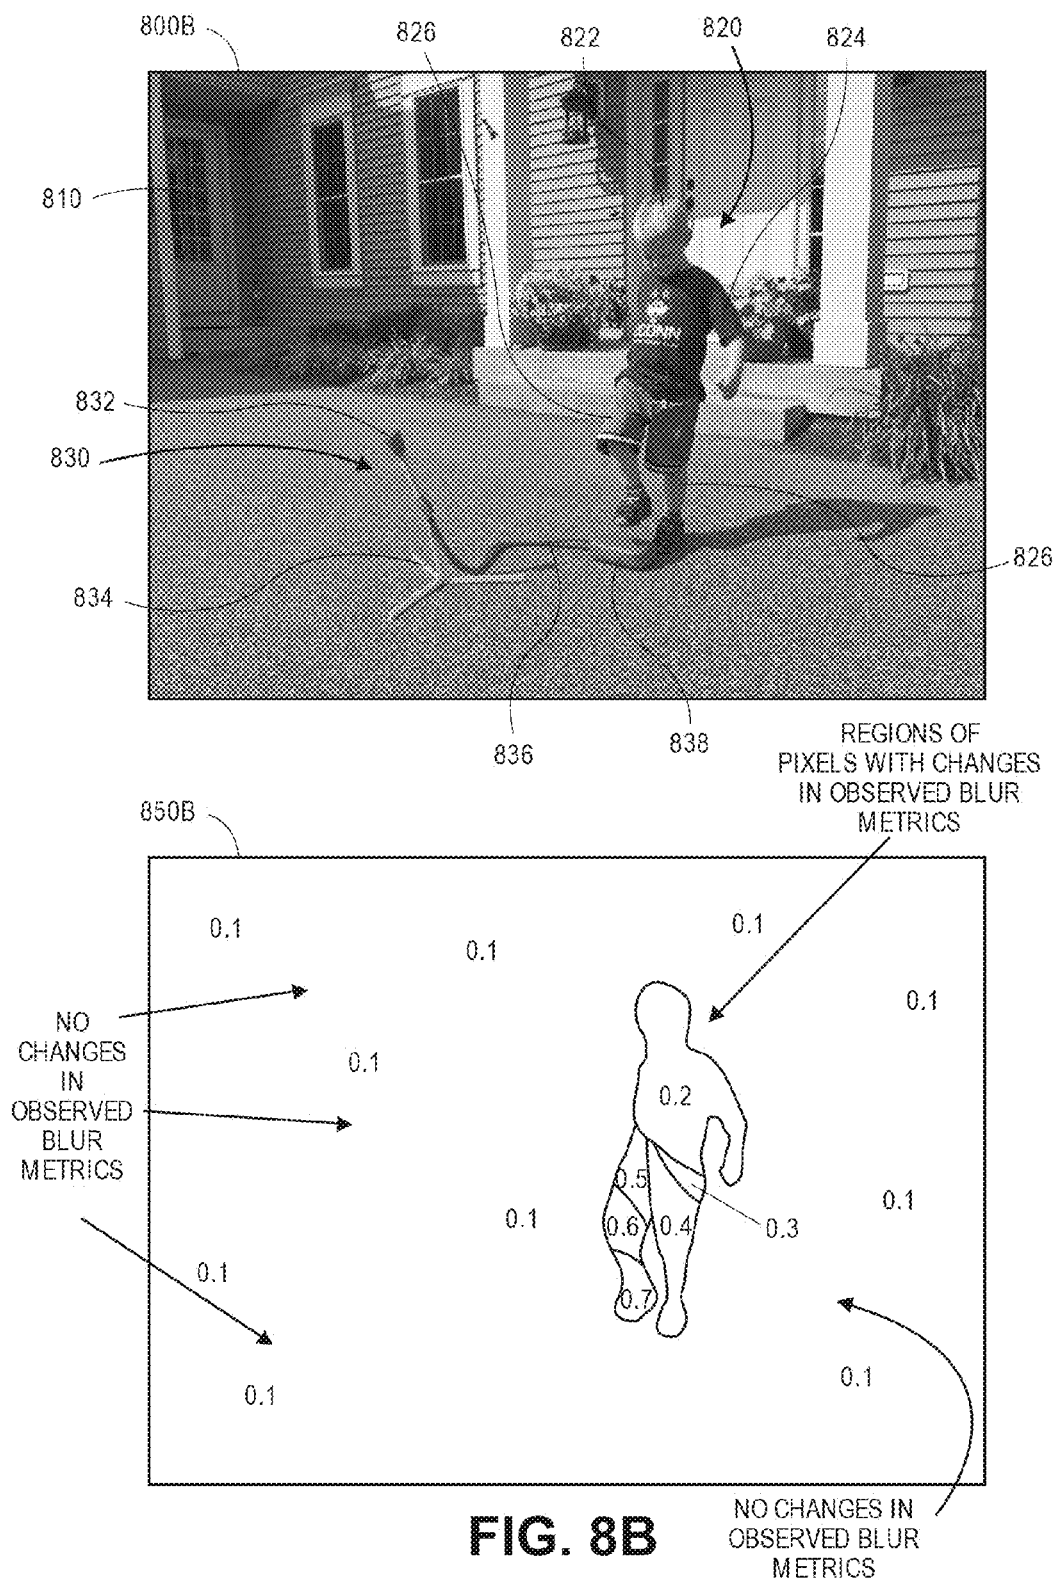 800B
826
822
820
824
810
CONN
832
830
834
826
836
838
REGIONS OF
PIXELS WITH CHANGES
IN OBSERVED BLUR
METRICS
850B
0.1
0.1
0.1
0.1
NO
CHANGES
IN
OBSERVED
BLUR
METRICS
0.1
0.2
0.5
0.6
0.4
0.3
0.7
0.1
0.1
0.1
0.1
0.1
FIG. 8B
NO CHANGES IN
OBSERVED BLUR
METRICS